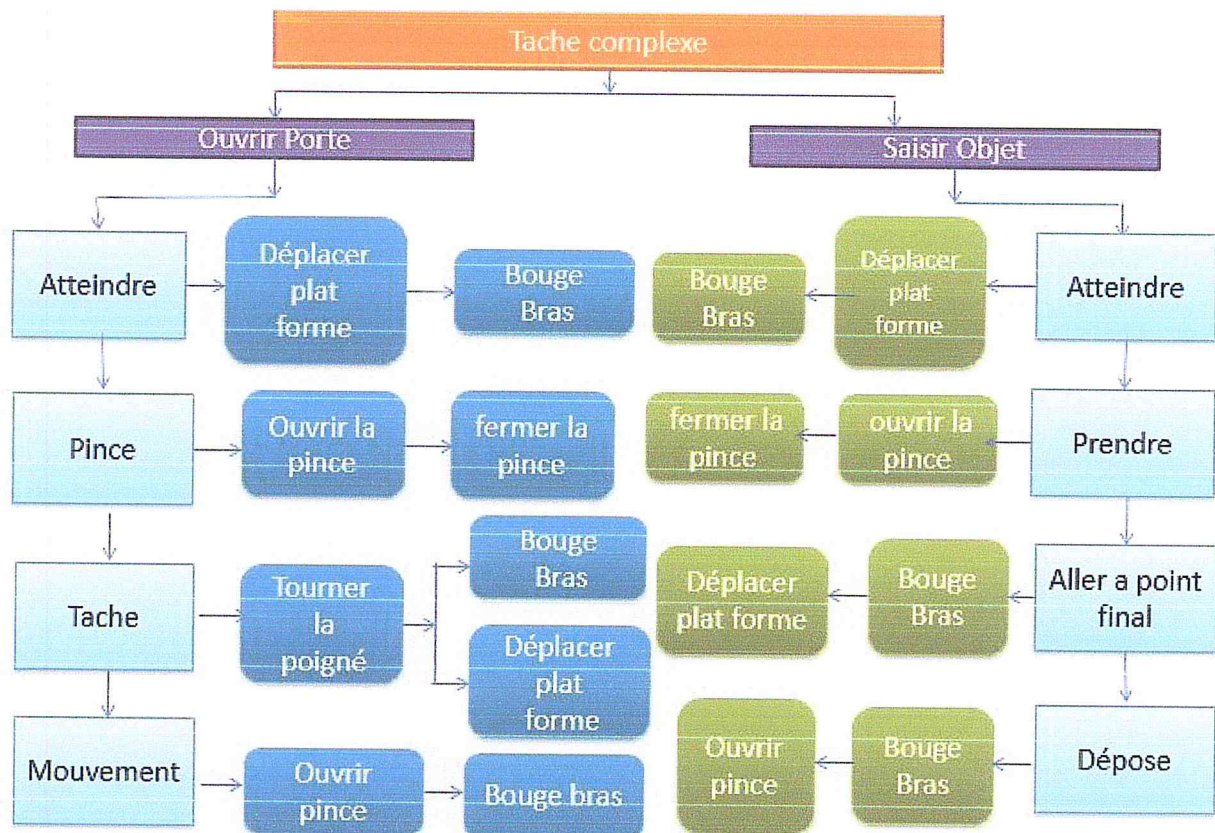 Tache complexe
Ouvrir Porte
Saisir Objet
Atteindre
Déplacer
plat
forme
Bouge
Bras
Bouge
Bras
Déplacer
plat
forme
Atteindre
Pince
Ouvrir la
pince
fermer la
pince
fermer la
pince
ouvrir la
pince
Prendre
Tache
Tourner
la
poigné
Bouge
Bras
Déplacer
plat
forme
Déplacer
plat forme
Bouge
Bras
Aller a point
final
Mouvement
Ouvrir
pince
Bouge bras
Ouvrir
pince
Bouge
Bras
Dépose